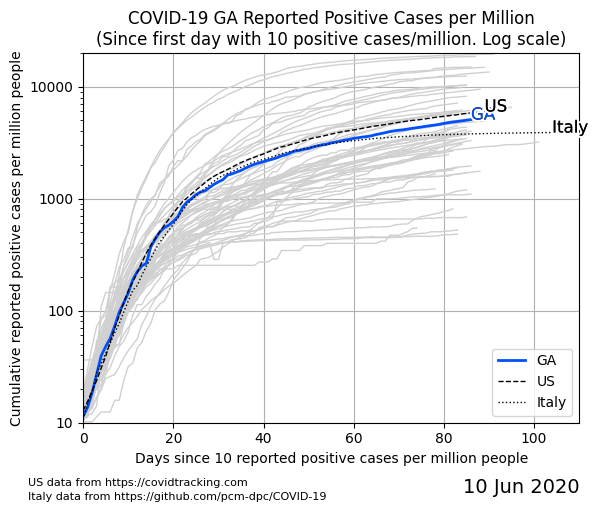 COVID-19 GA Reported Positive Cases per Million
(Since first day with 10 positive cases/million. Log scale)
Cumulative reported positive cases per million people
10000
1000
100
10
US
GA
Italy
GA
US
Italy
0
20
40
60
80
100
Days since 10 reported positive cases per million people
US data from https://covidtracking.com
Italy data from https://github.com/pcm-dpc/COVID-19
10 Jun 2020